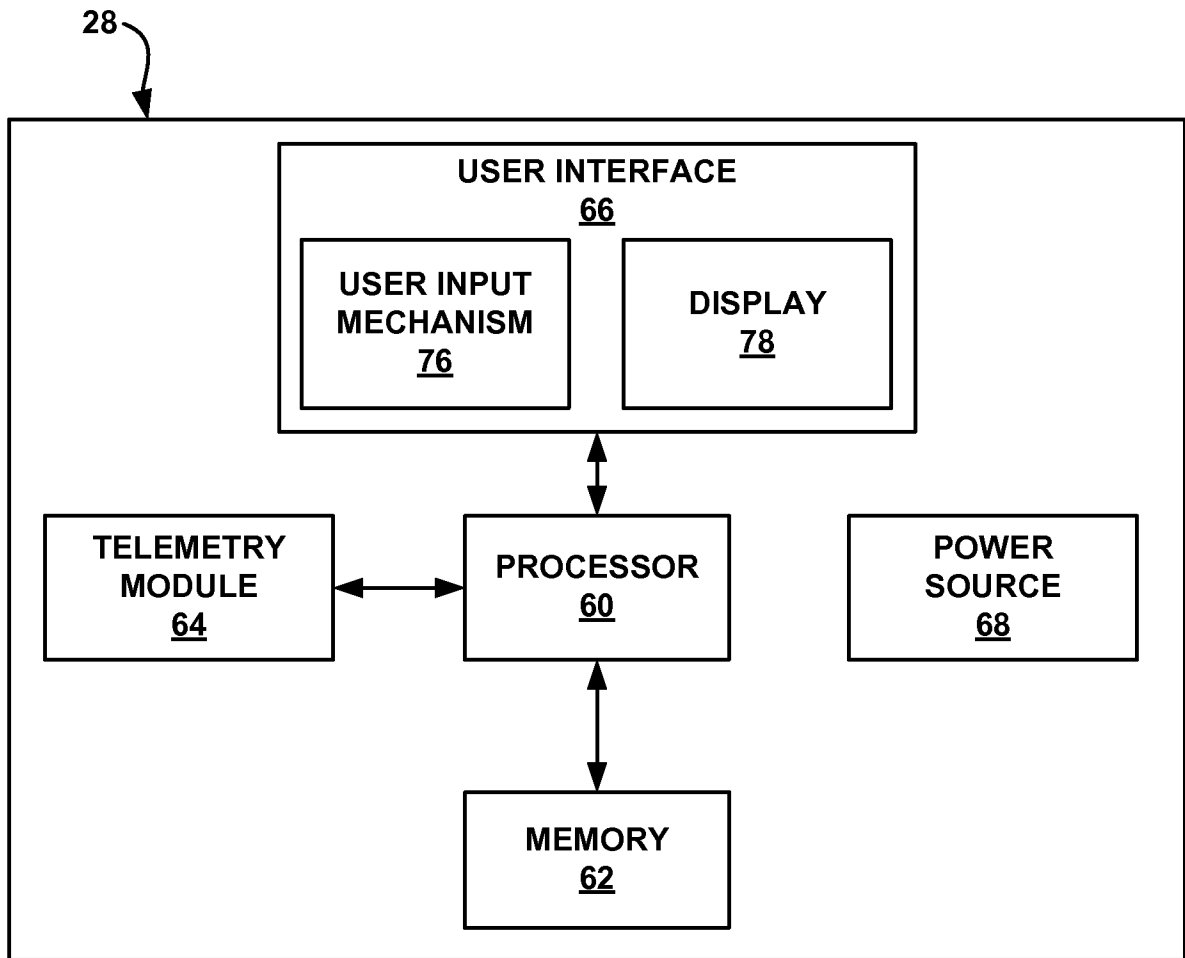 28
USER INTERFACE
66
USER INPUT
MECHANISM
76
DISPLAY
78
TELEMETRY
MODULE
64
PROCESSOR
60
POWER
SOURCE
68
MEMORY
62